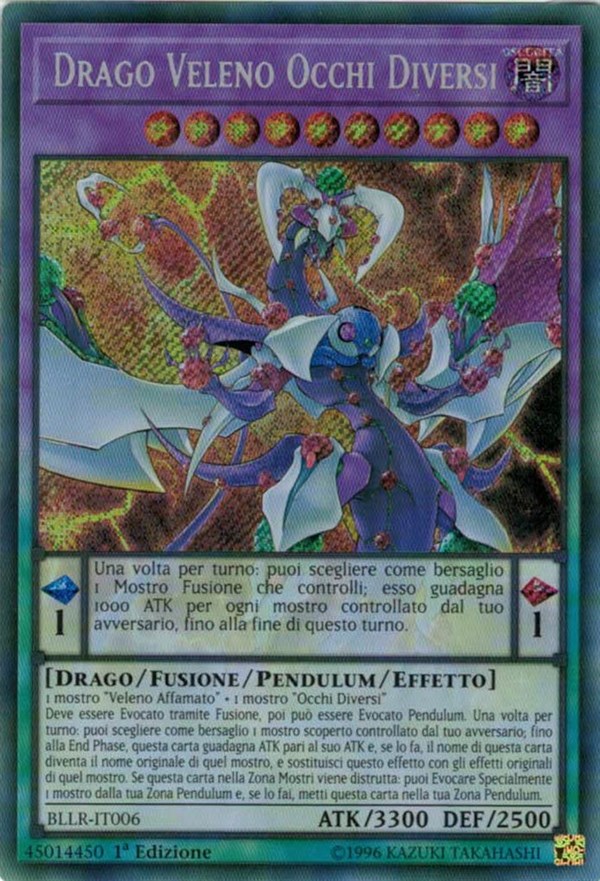 DRAGO VELENO OCCHI DIVERSI
OSCURITÀ
闇
Una volta per turno: puoi scegliere come bersaglio
1 Mostro Fusione che controlli; esso guadagna
1000 ATK per ogni mostro controllato dal tuo
avversario, fino alla fine di questo turno.
1
1
[DRAGO/FUSIONE/PENDULUM/EFFETTO]
1 mostro "Veleno Affamato" + 1 mostro "Occhi Diversi"
Deve essere Evocato tramite Fusione, poi può essere Evocato Pendulum. Una volta per
turno: puoi scegliere come bersaglio 1 mostro scoperto controllato dal tuo avversario; fino
alla End Phase, questa carta guadagna ATK pari al suo ATK e, se lo fa, il nome di questa carta
diventa il nome originale di quel mostro, e sostituisci questo effetto con gli effetti originali
di quel mostro. Se questa carta nella Zona Mostri viene distrutta: puoi Evocare Specialmente
1 mostro dalla tua Zona Pendulum e, se lo fai, metti questa carta nella tua Zona Pendulum.
BLLR-IT006
ATK/3300 DEF/2500
45014450 1ª Edizione ©1996 KAZUKI TAKAHASHI